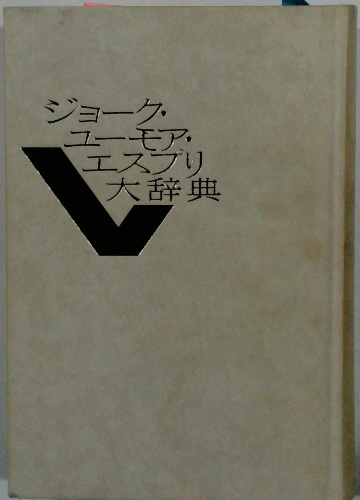 ジョーク・
ユーモア・
エスプリ
大辞典